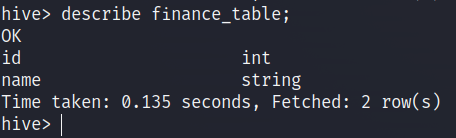 hive> describe finance_table;
OK
id                      int
name                    string
Time taken: 0.135 seconds, Fetched: 2 row(s)
hive>